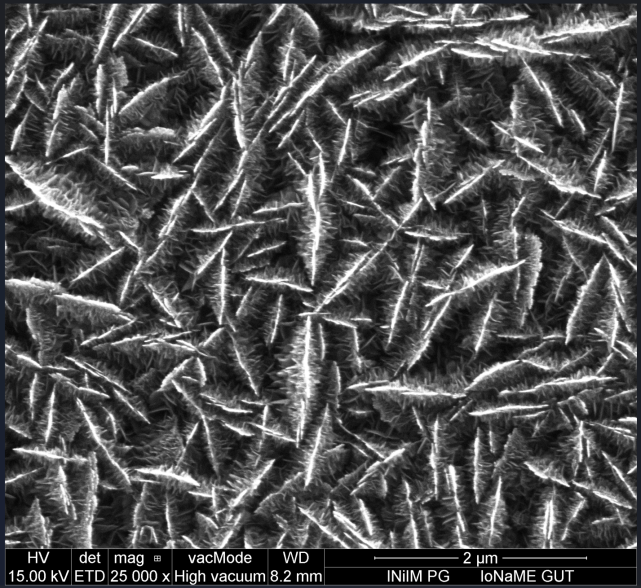 HV det mag ⊞ vacMode WD 2 µm
15.00 kV ETD 25 000 x High vacuum 8.2 mm INiIM PG IoNaME GUT